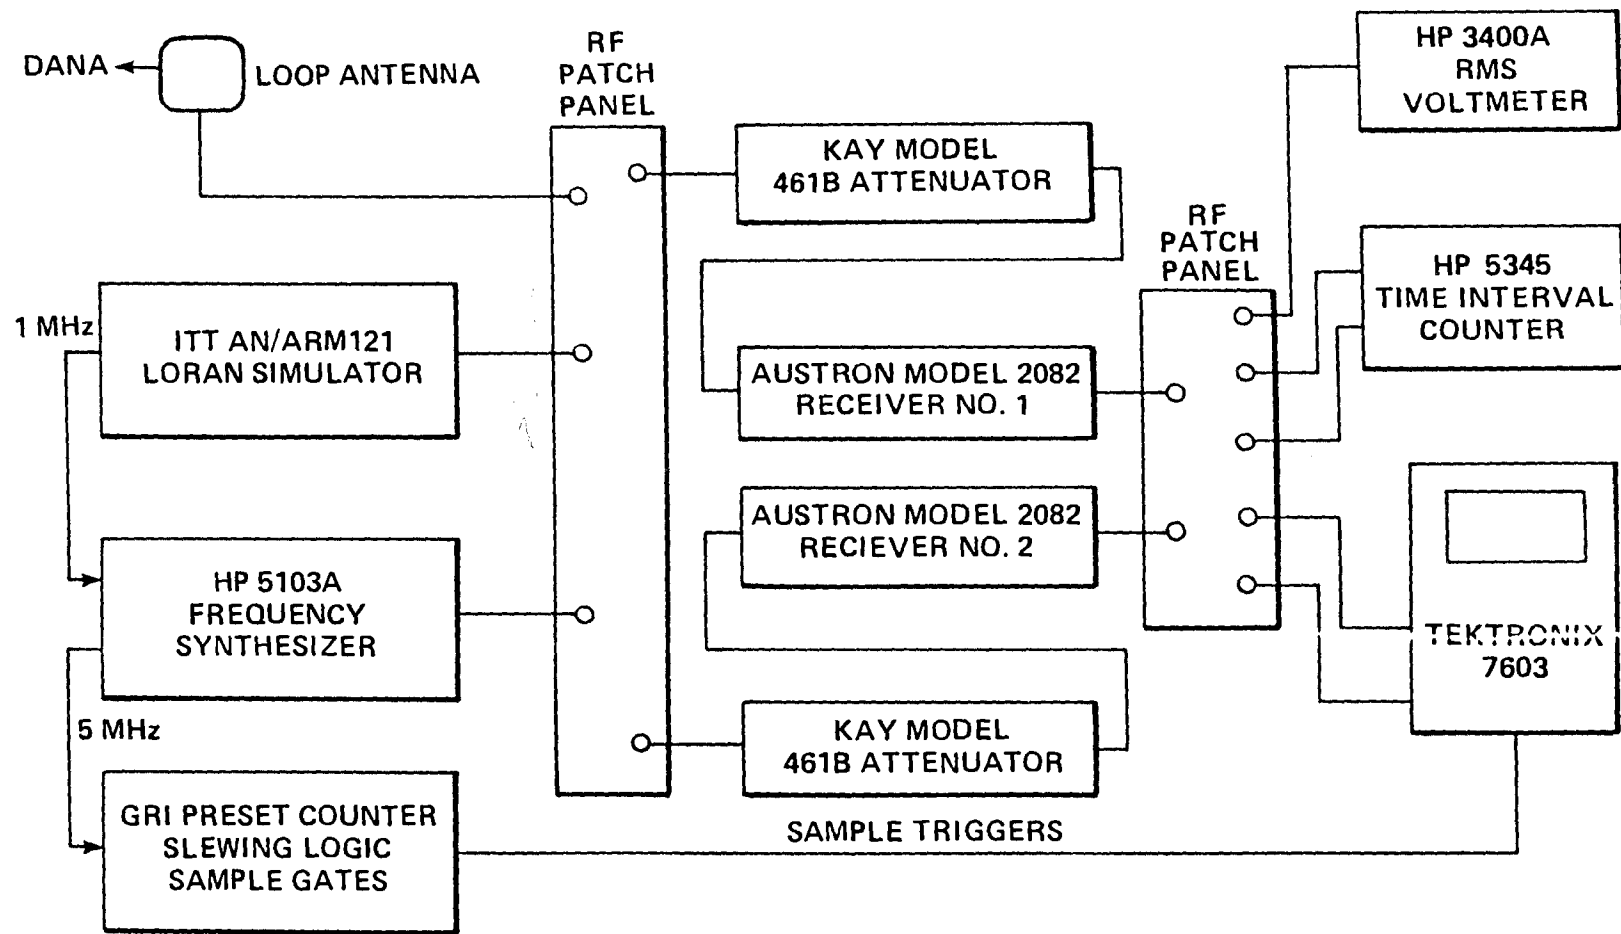 DANA
LOOP ANTENNA
RF
PATCH
PANEL
HP 3400A
RMS
VOLTMETER
KAY MODEL
461B ATTENUATOR
RF
PATCH
PANEL
HP 5345
TIME INTERVAL
COUNTER
1 MHz
ITT AN/ARM121
LORAN SIMULATOR
AUSTRON MODEL 2082
RECEIVER NO. 1
AUSTRON MODEL 2082
RECIEVER NO. 2
HP 5103A
FREQUENCY
SYNTHESIZER
TEKTRONIX
7603
5 MHz
KAY MODEL
461B ATTENUATOR
GRI PRESET COUNTER
SLEWING LOGIC
SAMPLE GATES
SAMPLE TRIGGERS